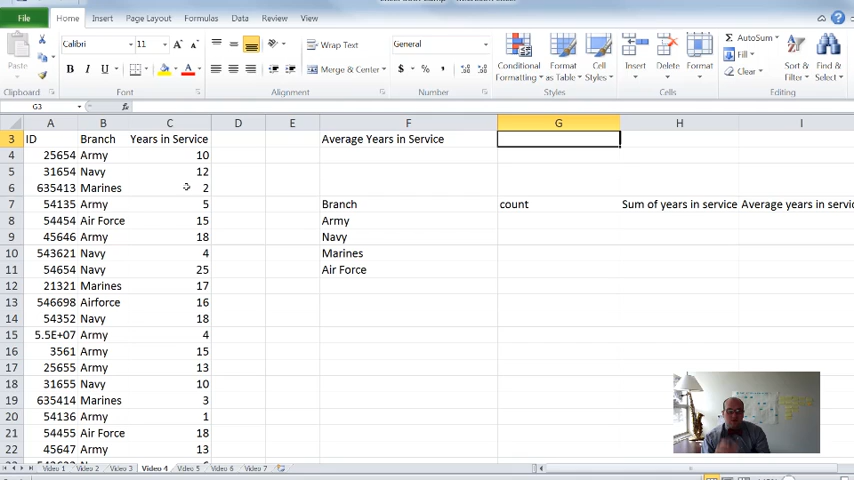 File Home Insert Page Layout Formulas Data Review View
Paste Calibri 11 A A Wrap Text General Conditional Formatting Format as Table Cell Styles Insert Delete Format AutoSum Fill Clear Sort & Filter Find & Select
B I U A Merge & Center $ % ,
Clipboard Font Alignment Number Styles Cells Editing
G3 fx
A B C D E F G H I
3 ID Branch Years in Service Average Years in Service
4 25654 Army 10
5 31654 Navy 12
6 635413 Marines 2
7 54135 Army 5 Branch count Sum of years in service Average years in servic
8 54454 Air Force 15 Army
9 45646 Army 18 Navy
10 543621 Navy 4 Marines
11 54654 Navy 25 Air Force
12 21321 Marines 17
13 546698 Airforce 16
14 54352 Navy 18
15 5.5E+07 Army 4
16 3561 Army 15
17 25655 Army 13
18 31655 Navy 10
19 635414 Marines 3
20 54136 Army 1
21 54455 Air Force 18
22 45647 Army 13
Video 1 Video 2 Video 3 Video 4 Video 5 Video 6 Video 7